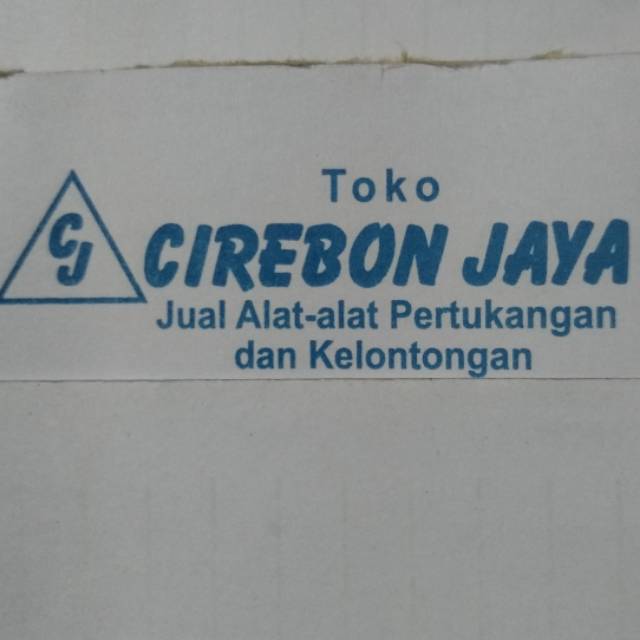 Toko
CJ
CIREBON JAYA
Jual Alat-alat Pertukangan
dan Kelontongan